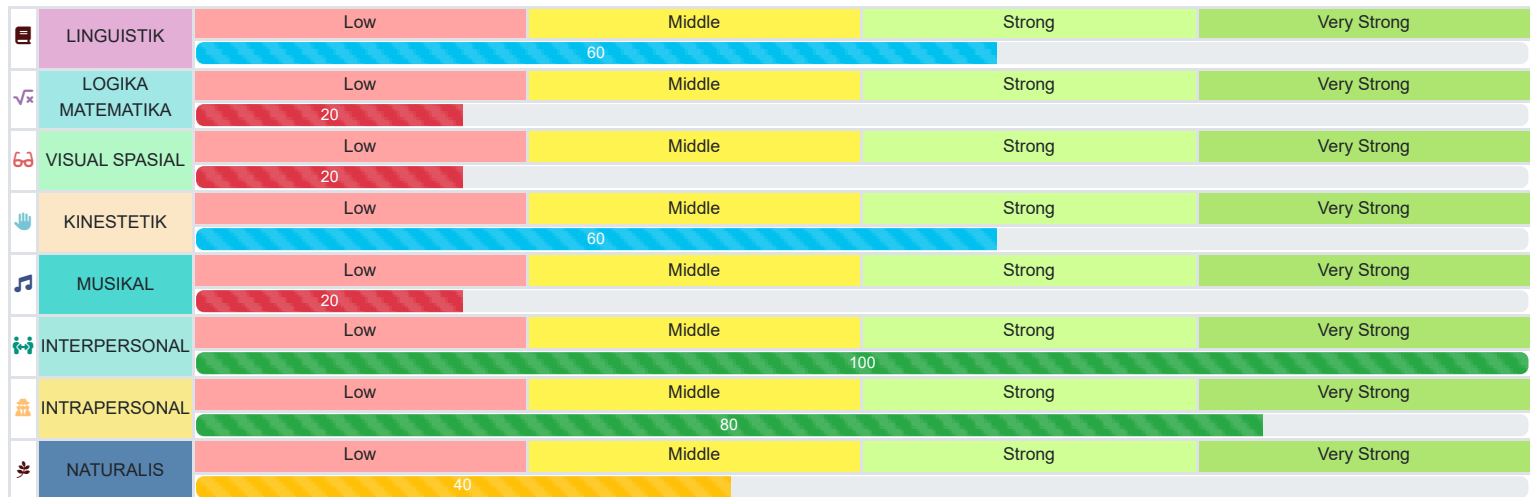 LINGUISTIK
Low Middle Strong Very Strong
60
LOGIKA
MATEMATIKA
Low Middle Strong Very Strong
20
VISUAL SPASIAL
Low Middle Strong Very Strong
20
KINESTETIK
Low Middle Strong Very Strong
60
MUSIKAL
Low Middle Strong Very Strong
20
INTERPERSONAL
Low Middle Strong Very Strong
100
INTRAPERSONAL
Low Middle Strong Very Strong
80
NATURALIS
Low Middle Strong Very Strong
40